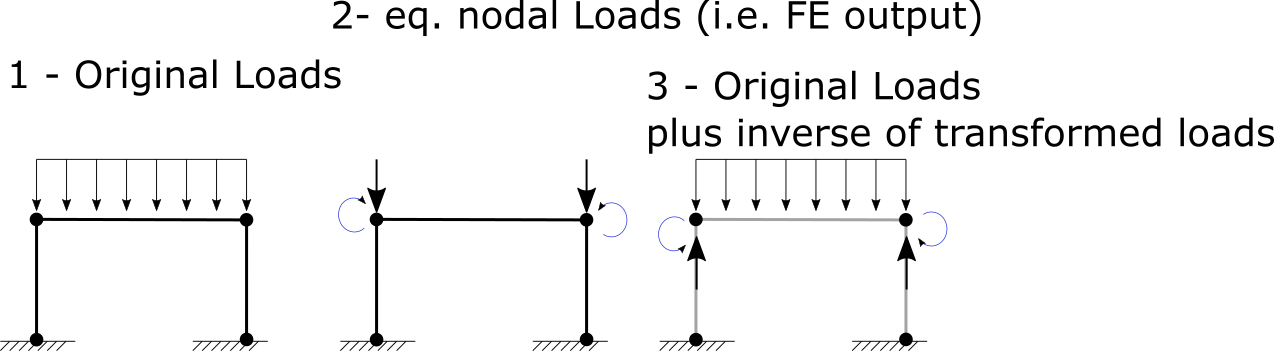 2- eq. nodal Loads (i.e. FE output)
1 - Original Loads
3 - Original Loads
plus inverse of transformed loads